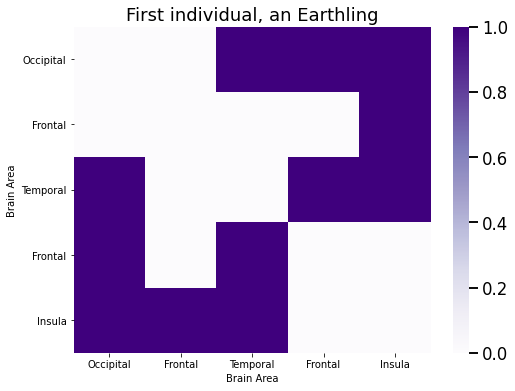 First individual, an Earthling
Occipital
Frontal
Temporal
Frontal
Insula
Brain Area
Occipital
Frontal
Temporal
Frontal
Insula
Brain Area
1.0
0.8
0.6
0.4
0.2
0.0